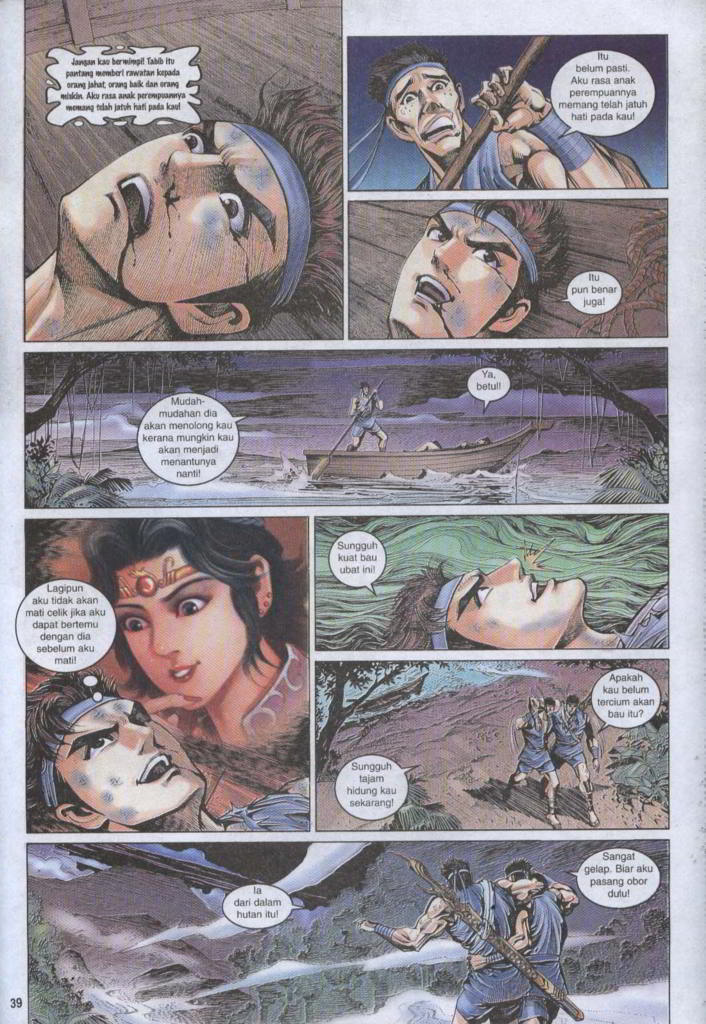 Jangan kau bermimpi! Tabib itu
pantang memberi rawatan kepada
orang jahat, orang baik dan orang
miskin. Aku rasa anak perempuannya
memang telah jatuh hati pada kau!
Itu
belum pasti.
Aku rasa anak
perempuannya
memang telah jatuh
hati pada kau!
Itu
pun benar
juga!
Mudah-
mudahan dia
akan menolong kau
kerana mungkin kau
akan menjadi
menantunya
nanti!
Ya,
betul!
Lagipun
aku tidak akan
mati celik jika aku
dapat bertemu
dengan dia
sebelum aku
mati!
Sungguh
kuat bau
ubat ini!
Apakah
kau belum
tercium akan
bau itu?
Sungguh
tajam
hidung kau
sekarang!
Ia
dari dalam
hutan itu!
Sangat
gelap. Biar aku
pasang obor
dulu!
39